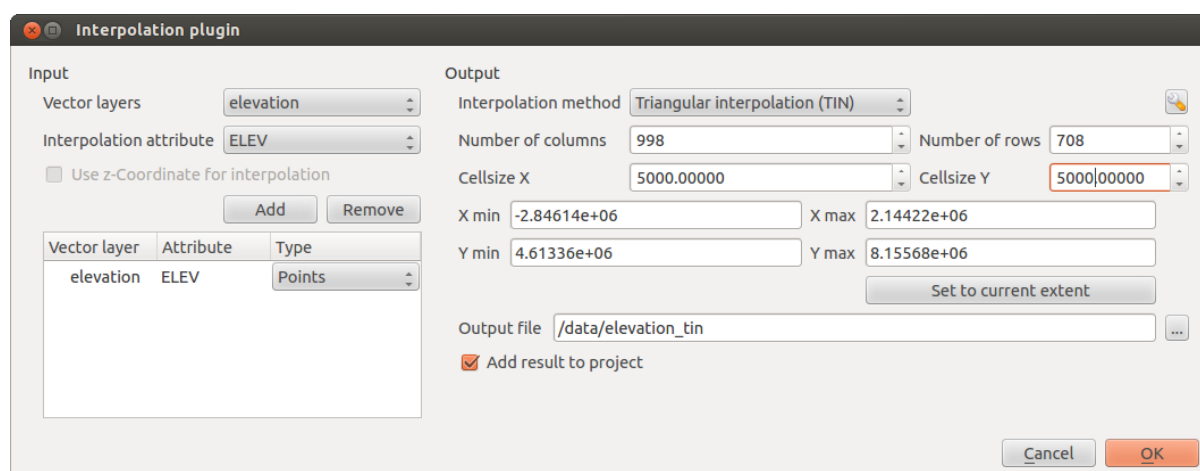 Interpolation plugin
Input
Vector layers elevation
Interpolation attribute ELEV
Use z-Coordinate for interpolation
Add Remove
Vector layer Attribute Type
elevation ELEV Points
Output
Interpolation method Triangular interpolation (TIN)
Number of columns 998 Number of rows 708
Cellsize X 5000.00000 Cellsize Y 5000.00000
X min -2.84614e+06 X max 2.14422e+06
Y min 4.61336e+06 Y max 8.15568e+06
Set to current extent
Output file /data/elevation_tin ...
Add result to project
Cancel OK